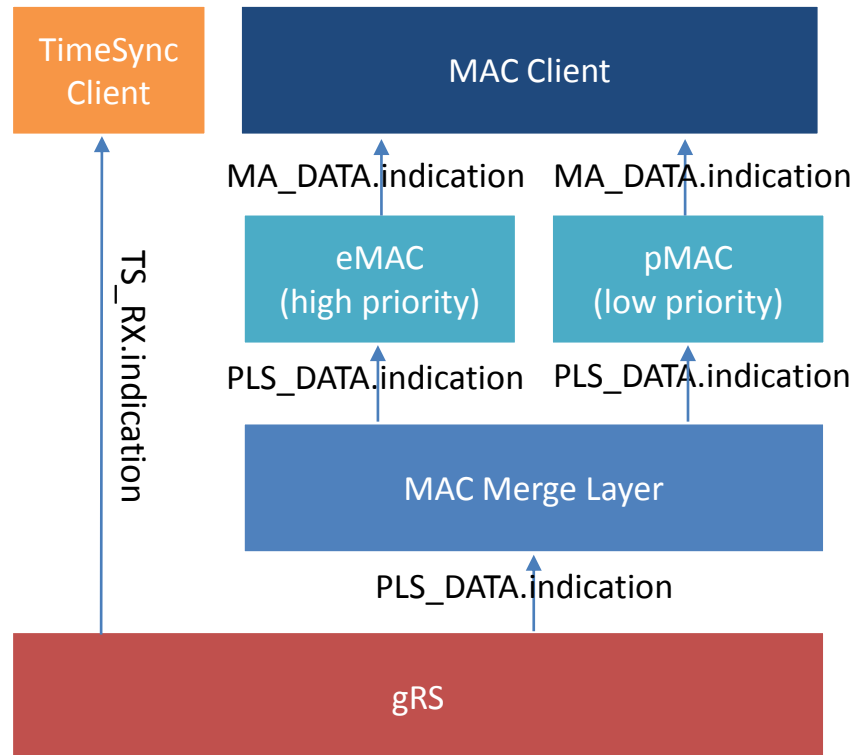 TimeSync
Client
MAC Client
MA_DATA.indication
MA_DATA.indication
eMAC
(high priority)
pMAC
(low priority)
TS_RX.indication
PLS_DATA.indication
PLS_DATA.indication
MAC Merge Layer
PLS_DATA.indication
gRS